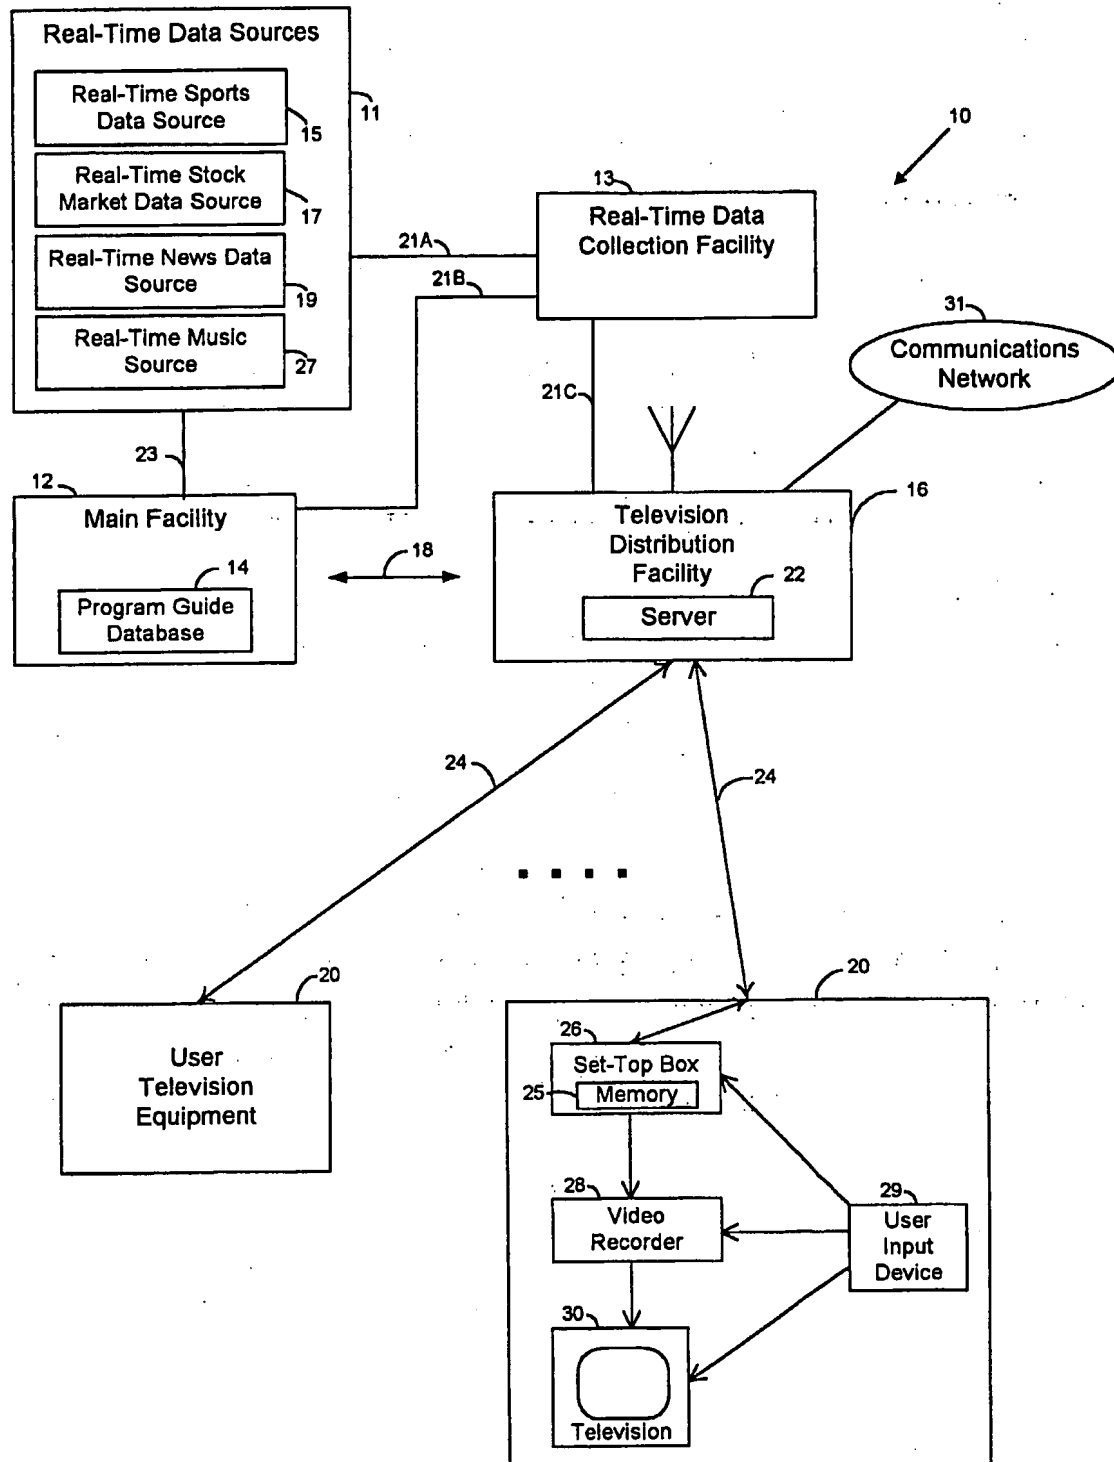 Real-Time Data Sources
11
Real-Time Sports
Data Source
15
Real-Time Stock
Market Data Source
17
Real-Time News Data
Source
19
Real-Time Music
Source
27
10
13
Real-Time Data
Collection Facility
21A
21B
21C
31
Communications
Network
23
12
Main Facility
14
Program Guide
Database
18
16
Television
Distribution
Facility
22
Server
24
24
20
User
Television
Equipment
20
26
Set-Top Box
25
Memory
28
Video
Recorder
29
User
Input
Device
30
Television